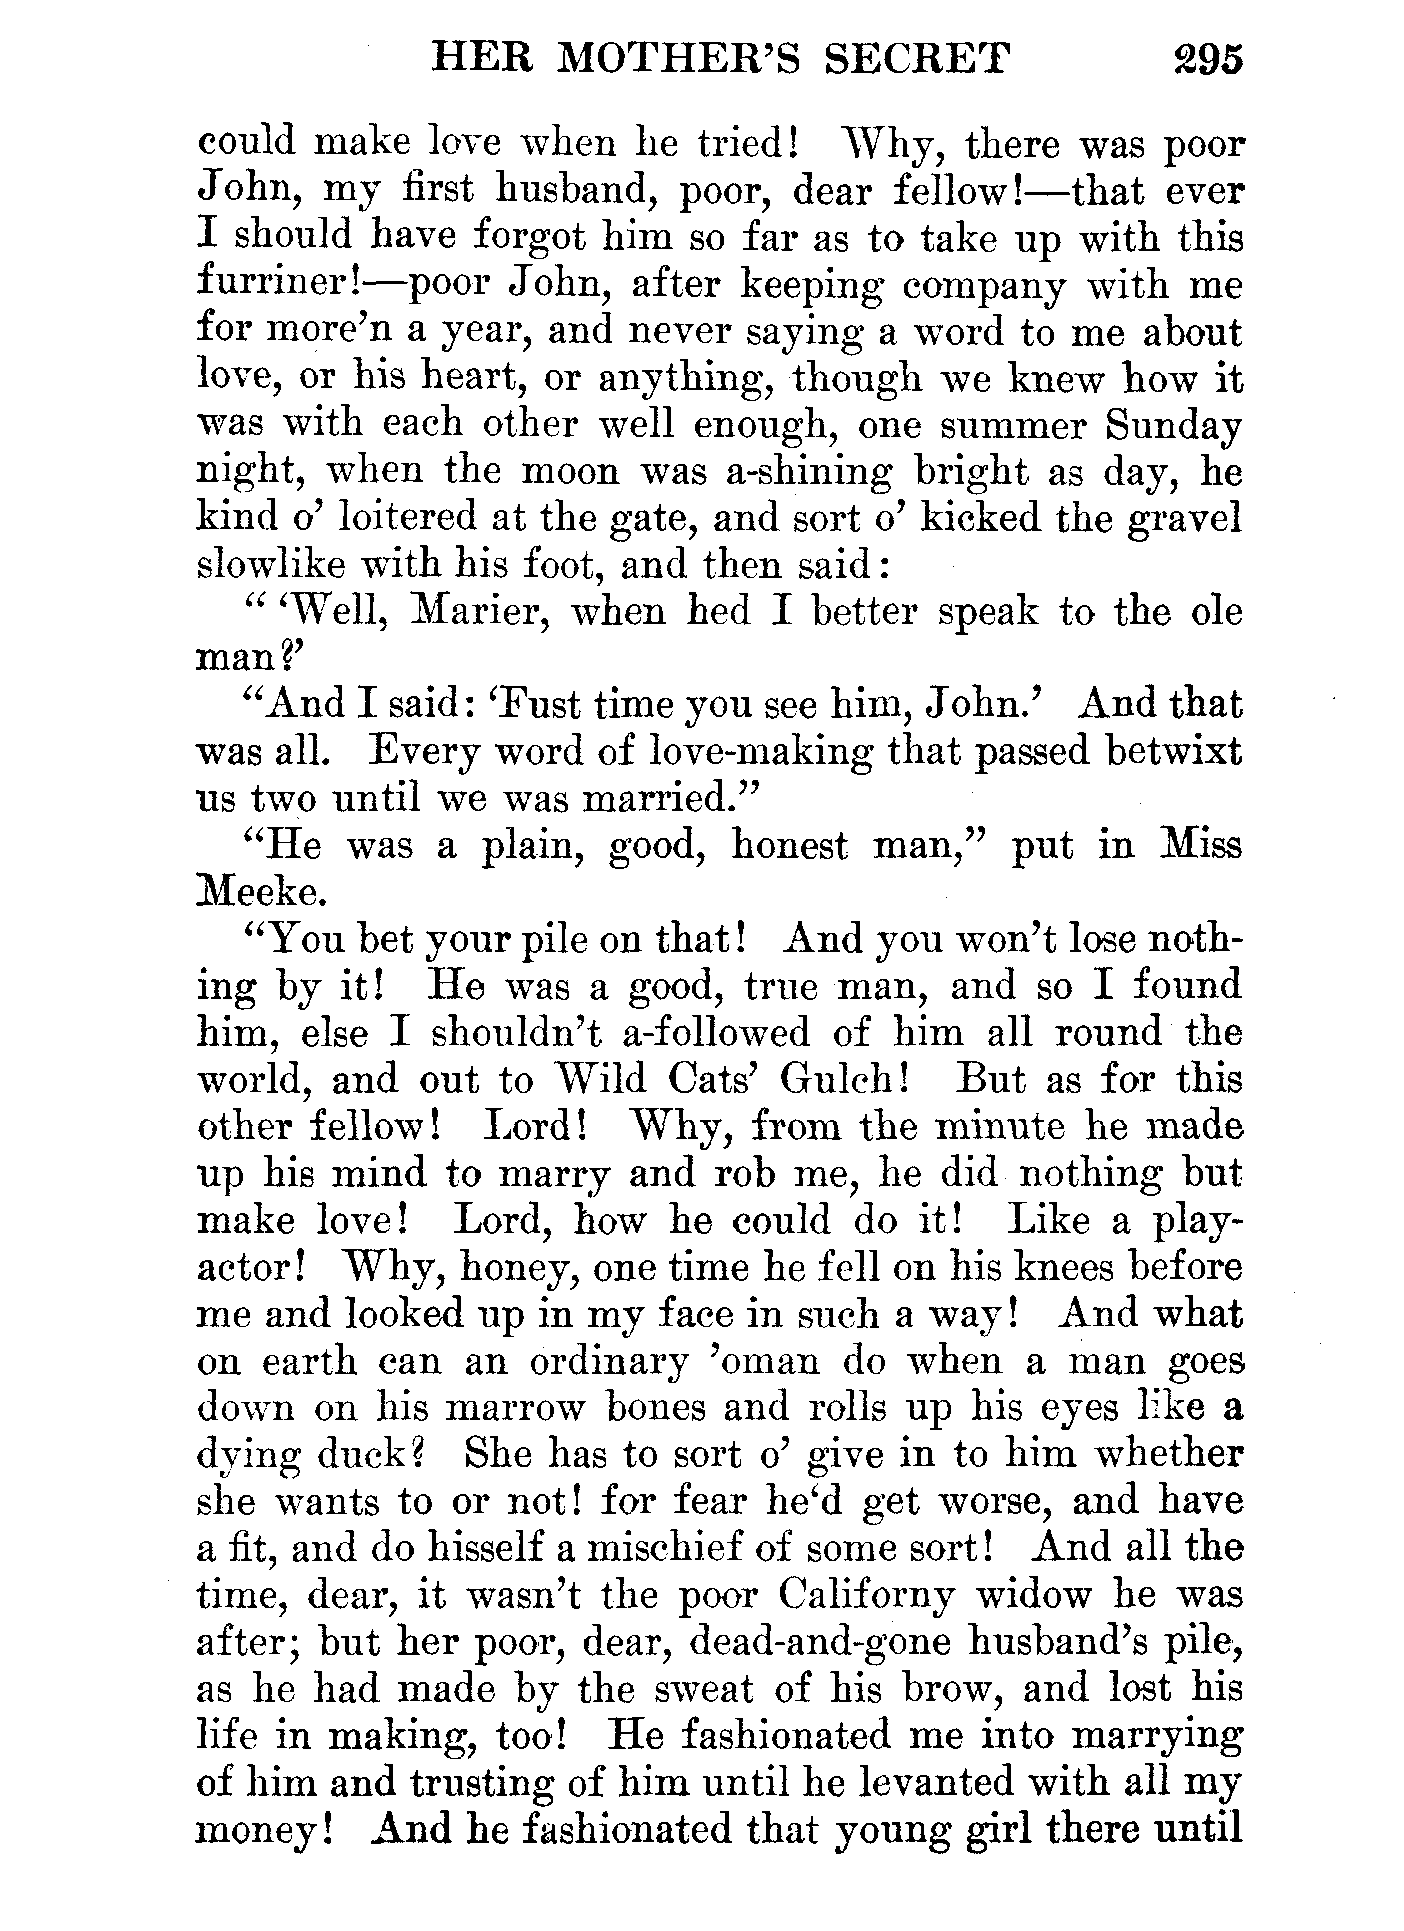 HER MOTHER'S SECRET 295
could make love when he tried! Why, there was poor
John, my first husband, poor, dear fellow!—that ever
I should have forgot him so far as to take up with this
furriner!—poor John, after keeping company with me
for more'n a year, and never saying a word to me about
love, or his heart, or anything, though we knew how it
was with each other well enough, one summer Sunday
night, when the moon was a-shining bright as day, he
kind o' loitered at the gate, and sort o' kicked the gravel
slowlike with his foot, and then said:
“ ‘Well, Marier, when hed I better speak to the ole
man?’
“And I said: ‘Fust time you see him, John.’ And that
was all. Every word of love-making that passed betwixt
us two until we was married.”
“He was a plain, good, honest man,” put in Miss
Meeke.
“You bet your pile on that! And you won't lose noth-
ing by it! He was a good, true man, and so I found
him, else I shouldn't a-followed of him all round the
world, and out to Wild Cats' Gulch! But as for this
other fellow! Lord! Why, from the minute he made
up his mind to marry and rob me, he did nothing but
make love! Lord, how he could do it! Like a play-
actor! Why, honey, one time he fell on his knees before
me and looked up in my face in such a way! And what
on earth can an ordinary ’oman do when a man goes
down on his marrow bones and rolls up his eyes like a
dying duck? She has to sort o' give in to him whether
she wants to or not! for fear he‘d get worse, and have
a fit, and do hisself a mischief of some sort! And all the
time, dear, it wasn't the poor Californy widow he was
after; but her poor, dear, dead-and-gone husband's pile,
as he had made by the sweat of his brow, and lost his
life in making, too! He fashionated me into marrying
of him and trusting of him until he levanted with all my
money! And he fashionated that young girl there until